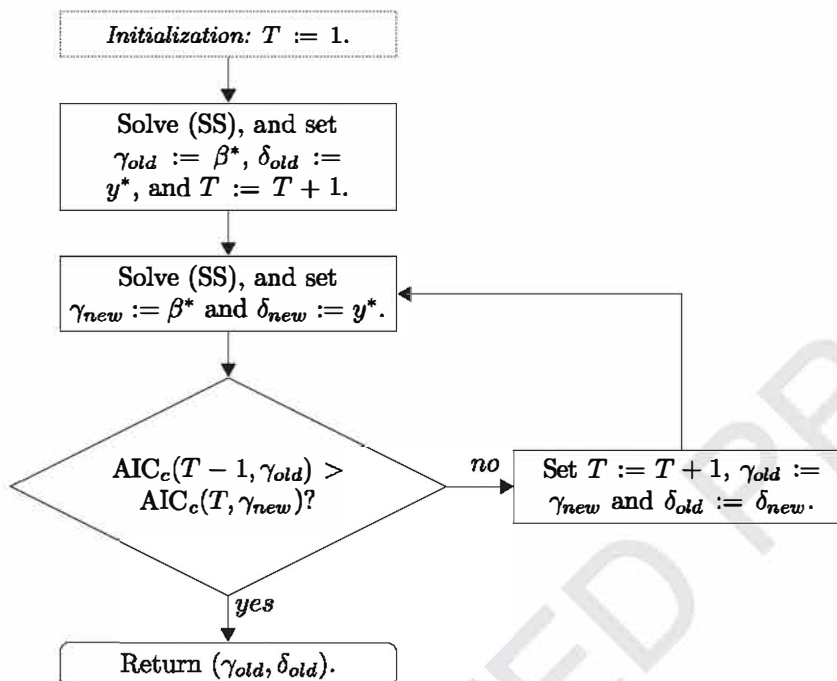 Initialization: T := 1.
Solve (SS), and set
γ_old := β*, δ_old :=
y*, and T := T + 1.
Solve (SS), and set
γ_new := β* and δ_new := y*.
AIC_c(T − 1, γ_old) >
AIC_c(T, γ_new)?
no
Set T := T + 1, γ_old :=
γ_new and δ_old := δ_new.
yes
Return (γ_old, δ_old).